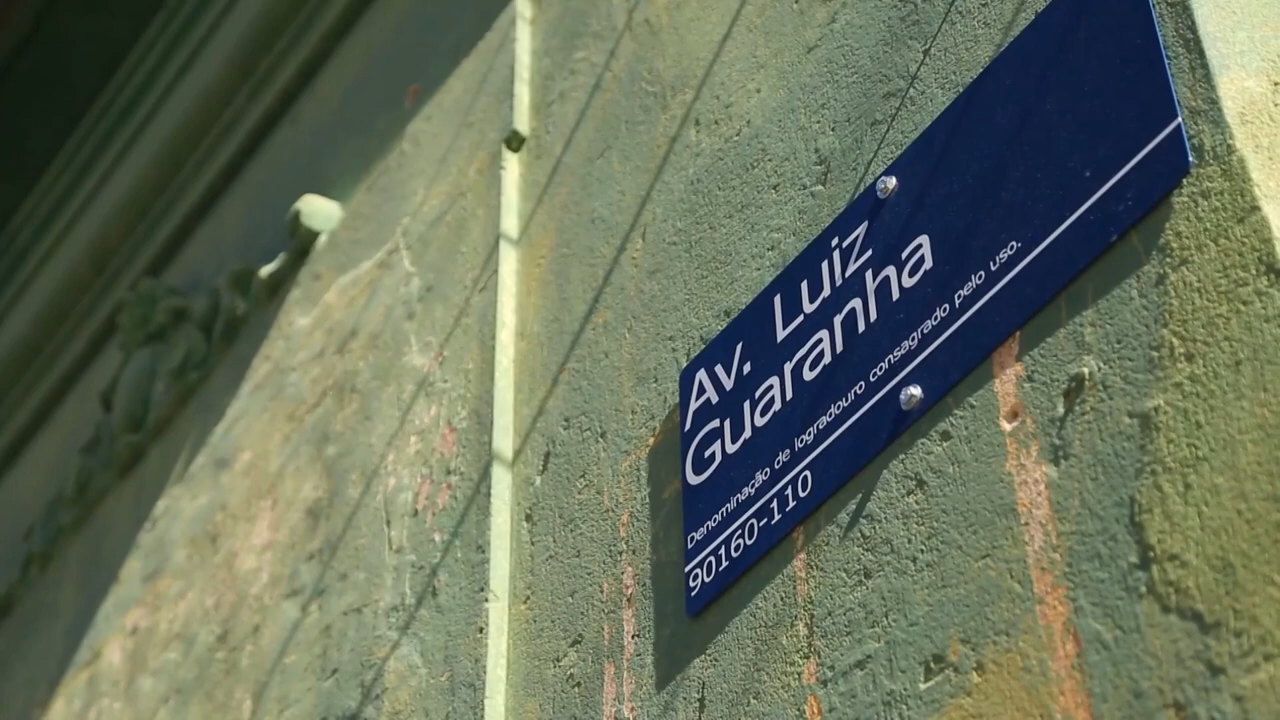 Av. Luiz
Guaranha
Denominação de logradouro consagrado pelo uso.
90160-110